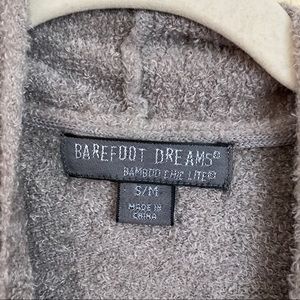 BAREFOOT DREAMS®
BAMBOO CHIC LITE®
S/M
MADE IN
CHINA